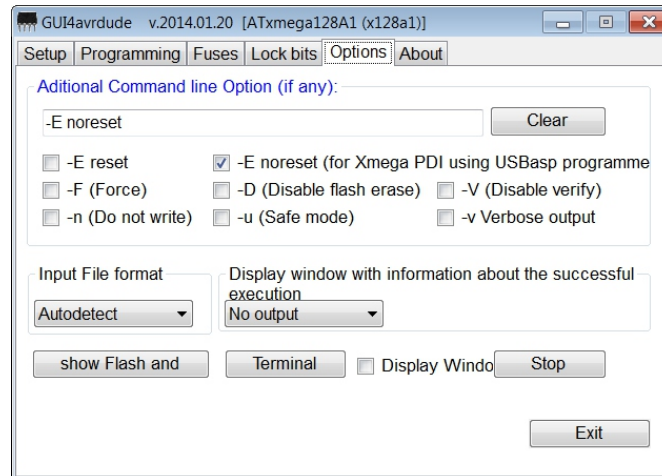 GUI4avrdude v.2014.01.20 [ATxmega128A1 (x128a1)]
Setup Programming Fuses Lock bits Options About
Aditional Command line Option (if any):
-E noreset Clear
-E reset -E noreset (for Xmega PDI using USBasp programme
-F (Force) -D (Disable flash erase) -V (Disable verify)
-n (Do not write) -u (Safe mode) -v Verbose output
Input File format Display window with information about the successful
execution
Autodetect No output
show Flash and Terminal Display Windo Stop
Exit